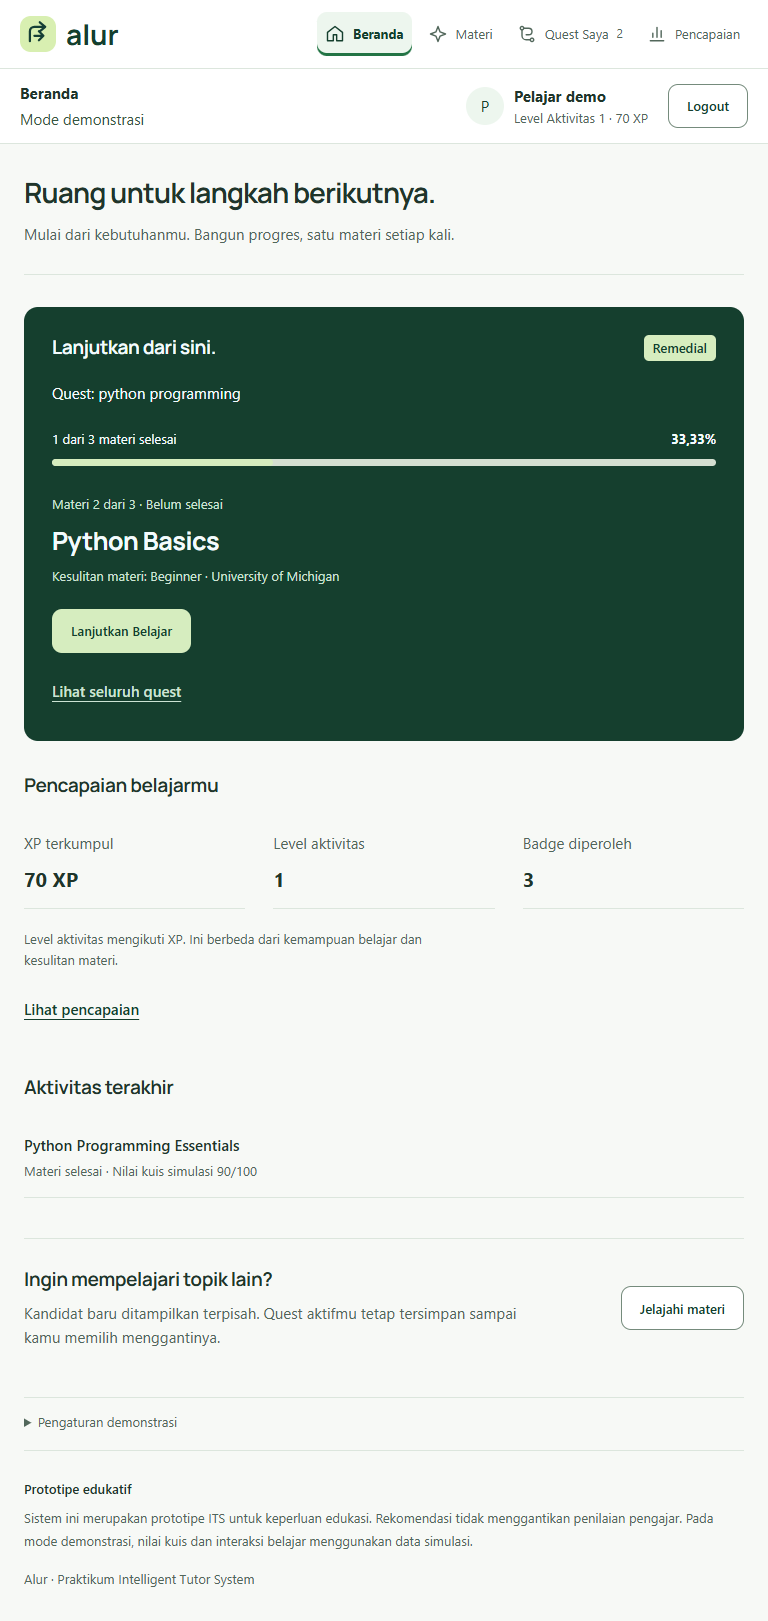 alur
Beranda
Materi
Quest Saya 2
Pencapaian
Beranda
Mode demonstrasi
P
Pelajar demo
Level Aktivitas 1 · 70 XP
Logout
Ruang untuk langkah berikutnya.
Mulai dari kebutuhanmu. Bangun progres, satu materi setiap kali.
Lanjutkan dari sini.
Remedial
Quest: python programming
1 dari 3 materi selesai
33,33%
Materi 2 dari 3 · Belum selesai
Python Basics
Kesulitan materi: Beginner · University of Michigan
Lanjutkan Belajar
Lihat seluruh quest
Pencapaian belajarmu
XP terkumpul
70 XP
Level aktivitas
1
Badge diperoleh
3
Level aktivitas mengikuti XP. Ini berbeda dari kemampuan belajar dan
kesulitan materi.
Lihat pencapaian
Aktivitas terakhir
Python Programming Essentials
Materi selesai · Nilai kuis simulasi 90/100
Ingin mempelajari topik lain?
Kandidat baru ditampilkan terpisah. Quest aktifmu tetap tersimpan sampai
kamu memilih menggantinya.
Jelajahi materi
Pengaturan demonstrasi
Prototipe edukatif
Sistem ini merupakan prototipe ITS untuk keperluan edukasi. Rekomendasi tidak menggantikan penilaian pengajar. Pada
mode demonstrasi, nilai kuis dan interaksi belajar menggunakan data simulasi.
Alur · Praktikum Intelligent Tutor System